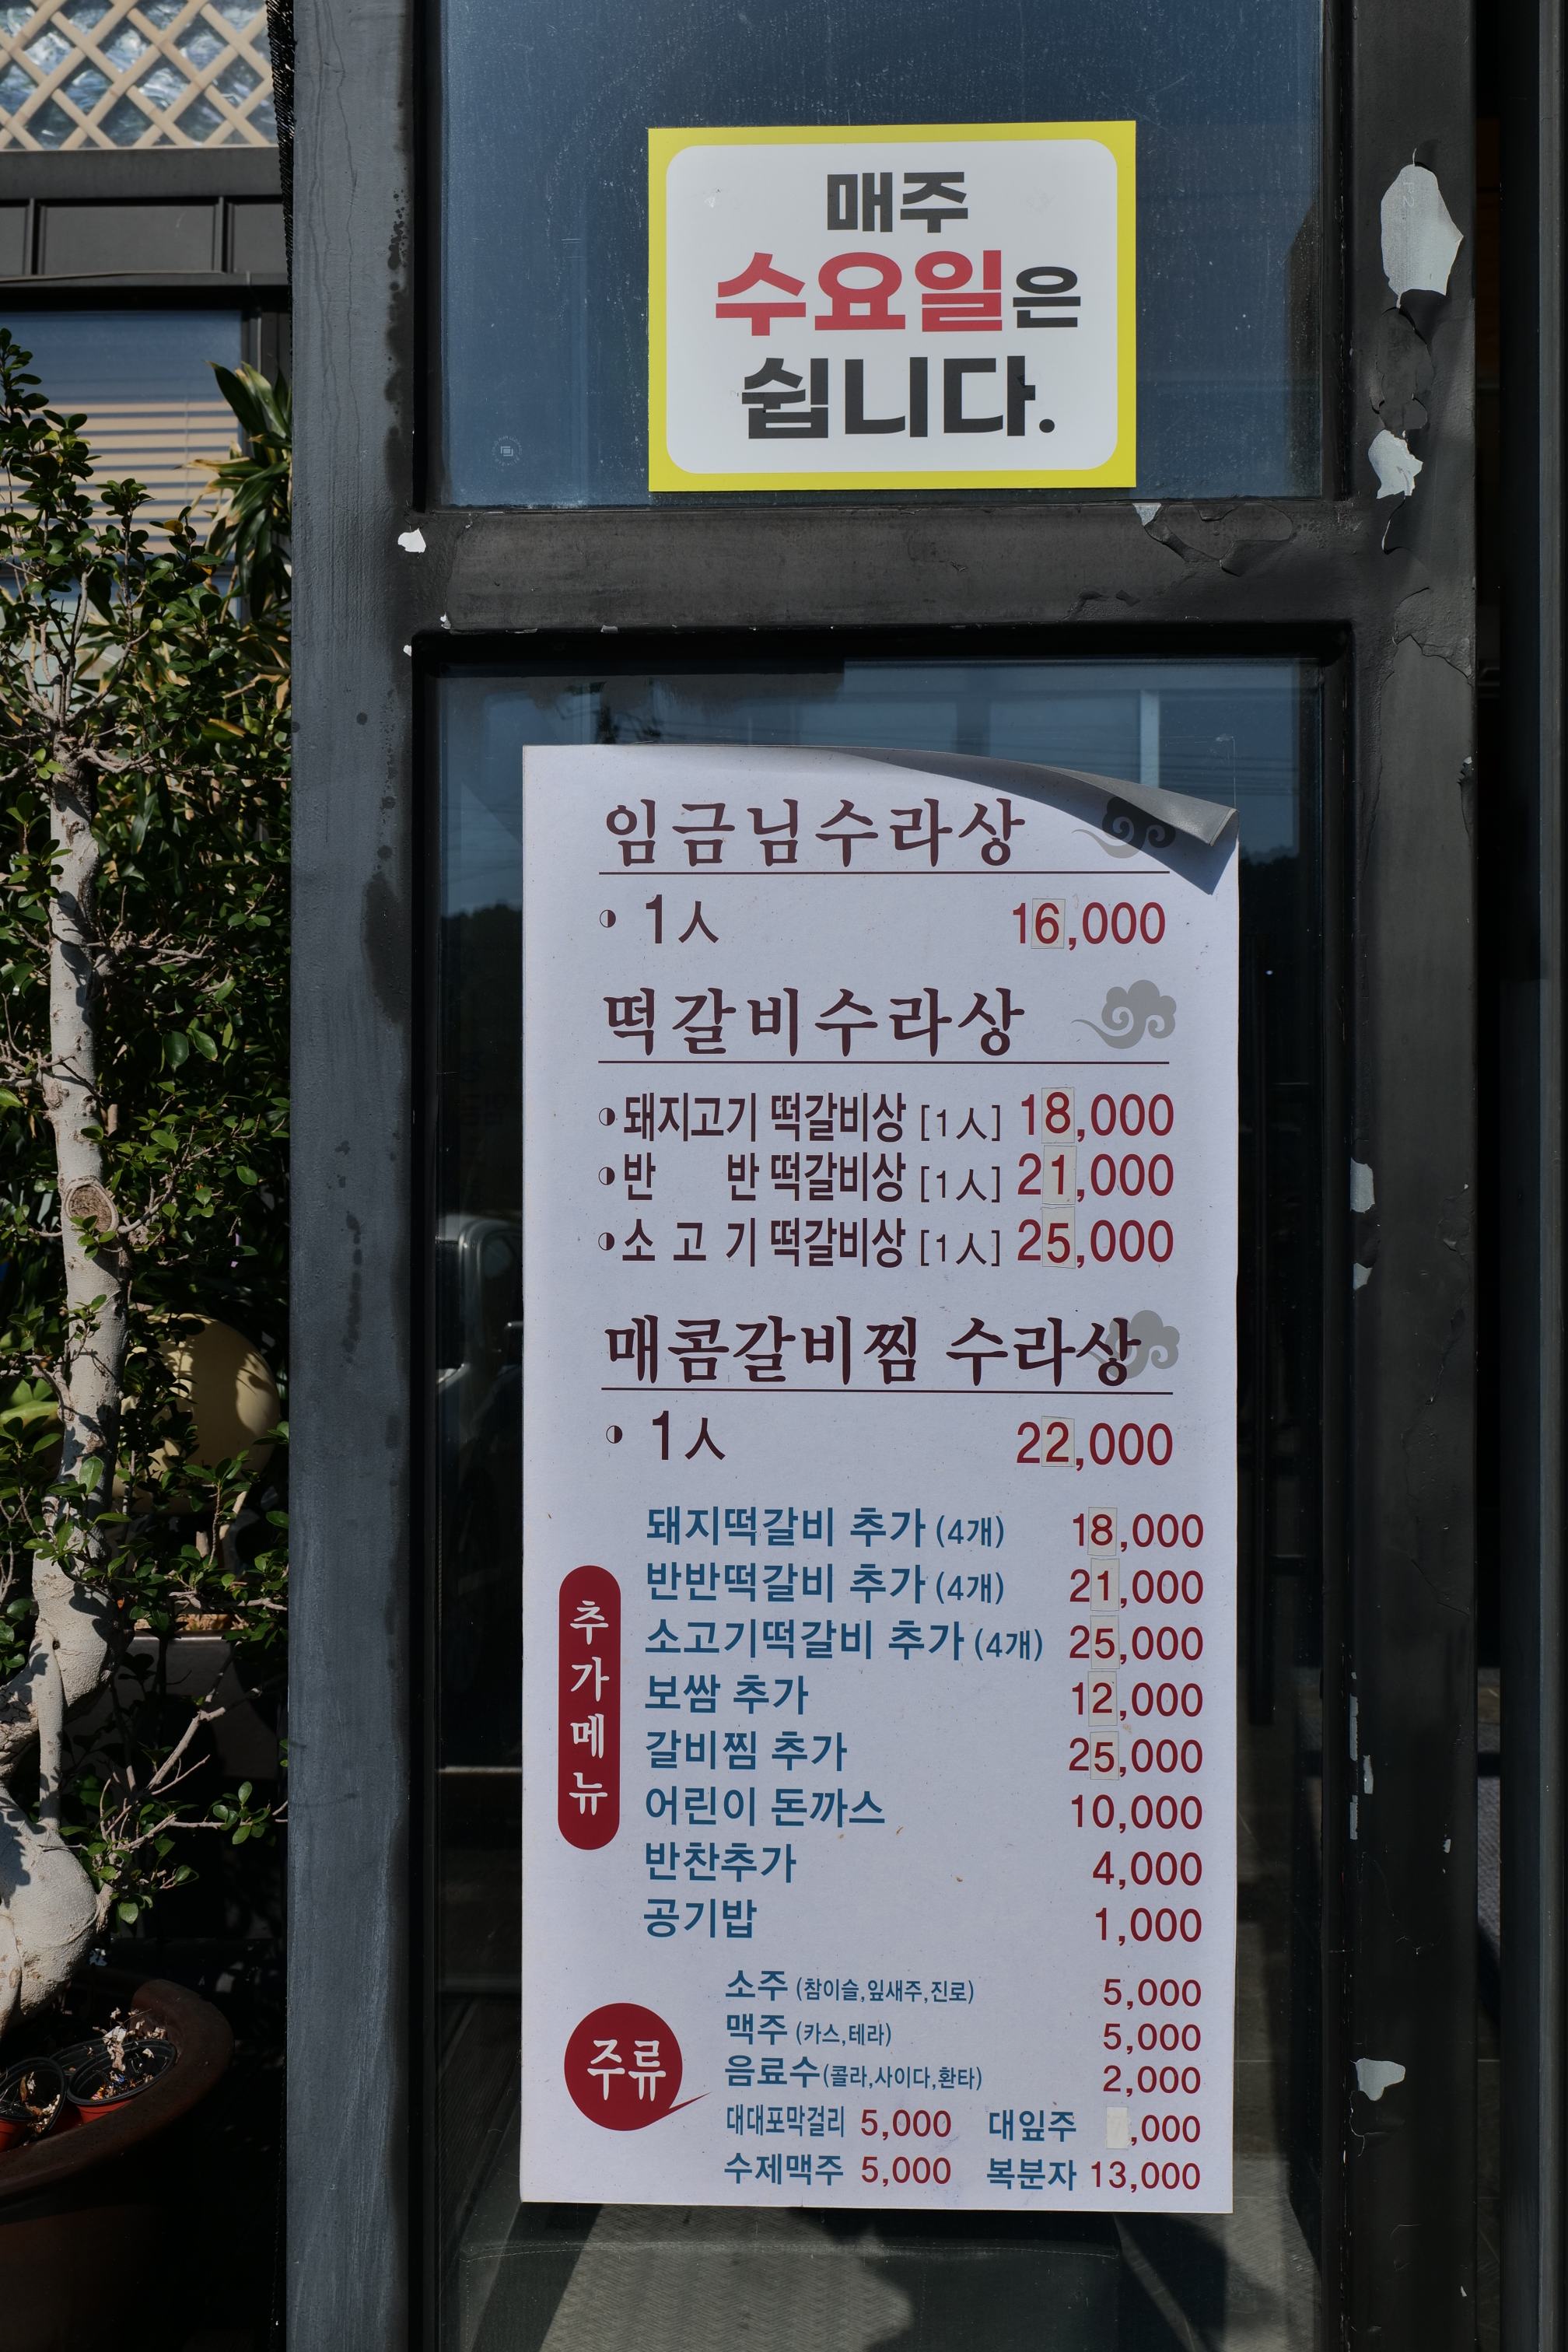 매주
수요일은
쉽니다.
임금님수라상
1人 16,000
떡갈비수라상
돼지고기 떡갈비상 [1人] 18,000
반 반 떡갈비상 [1人] 21,000
소고기 떡갈비상 [1人] 25,000
매콤갈비찜 수라상
1人 22,000
추가메뉴
돼지떡갈비 추가 (4개) 18,000
반반떡갈비 추가 (4개) 21,000
소고기떡갈비 추가 (4개) 25,000
보쌈 추가 12,000
갈비찜 추가 25,000
어린이 돈까스 10,000
반찬추가 4,000
공기밥 1,000
주류
소주 (참이슬,잎새주,진로) 5,000
맥주 (카스,테라) 5,000
음료수(콜라,사이다,환타) 2,000
대대포막걸리 5,000 대잎주 ,000
수제맥주 5,000 복분자 13,000